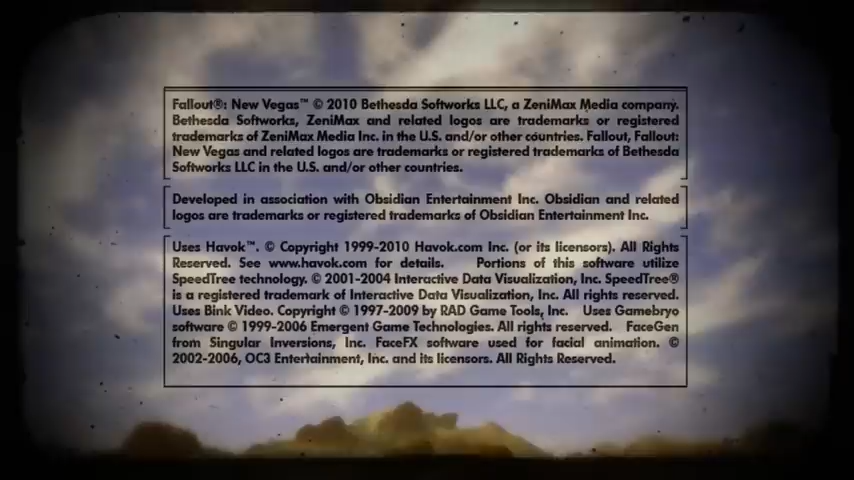 Fallout®: New Vegas™ © 2010 Bethesda Softworks LLC, a ZeniMax Media company.
Bethesda Softworks, ZeniMax and related logos are trademarks or registered
trademarks of ZeniMax Media Inc. in the U.S. and/or other countries. Fallout, Fallout:
New Vegas and related logos are trademarks or registered trademarks of Bethesda
Softworks LLC in the U.S. and/or other countries.
Developed in association with Obsidian Entertainment Inc. Obsidian and related
logos are trademarks or registered trademarks of Obsidian Entertainment Inc.
Uses Havok™. © Copyright 1999-2010 Havok.com Inc. (or its licensors). All Rights
Reserved. See www.havok.com for details. Portions of this software utilize
SpeedTree technology. © 2001-2004 Interactive Data Visualization, Inc. SpeedTree®
is a registered trademark of Interactive Data Visualization, Inc. All rights reserved.
Uses Bink Video. Copyright © 1997-2009 by RAD Game Tools, Inc. Uses Gamebryo
software © 1999-2006 Emergent Game Technologies. All rights reserved. FaceGen
from Singular Inversions, Inc. FaceFX software used for facial animation. ©
2002-2006, OC3 Entertainment, Inc. and its licensors. All Rights Reserved.